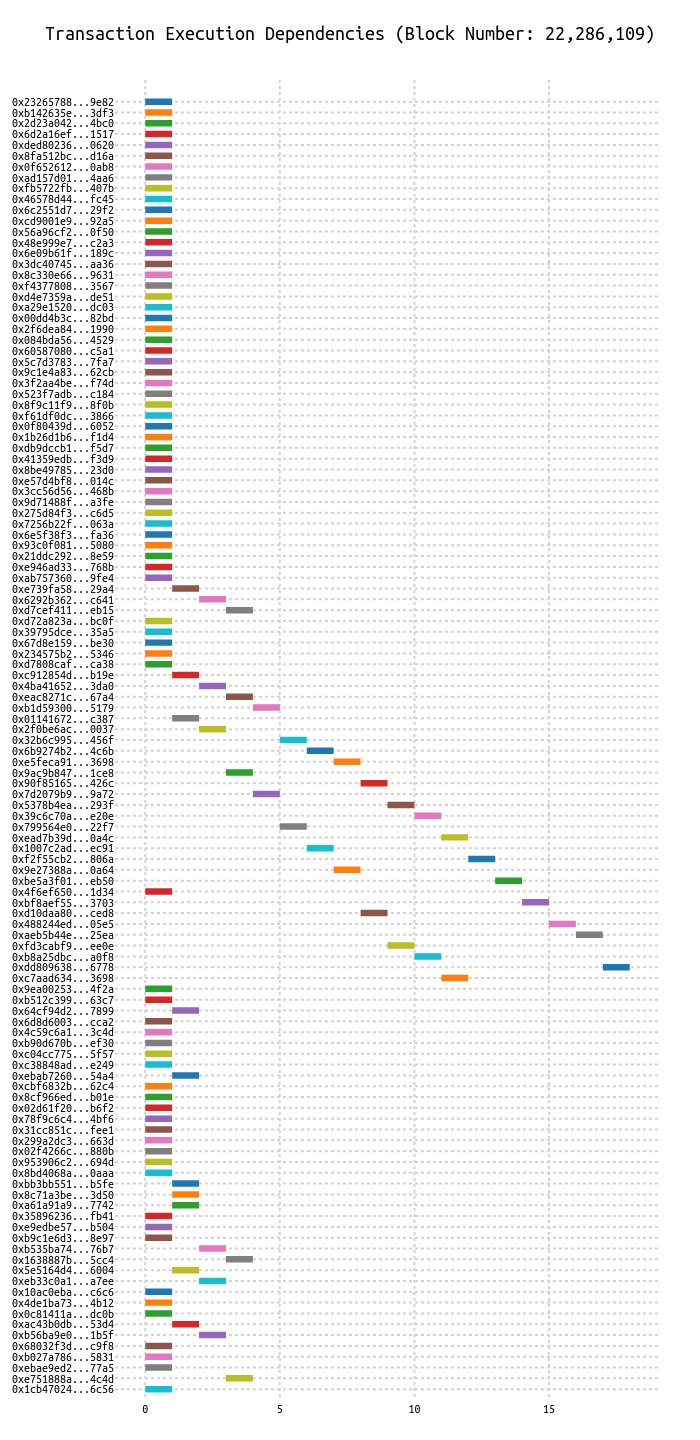 Transaction Execution Dependencies (Block Number: 22,286,109)
0x23265788...9e82
0xb142635e...3df3
0x2d23a042...4bc0
0x6d2a16ef...1517
0xded80236...0620
0x8fa512bc...d16a
0x0f652612...0ab8
0xad157d01...4aa6
0xfb5722fb...407b
0x46578d44...fc45
0x6c2551d7...29f2
0xcd9001e9...92a5
0x56a96cf2...0f50
0x48e999e7...c2a3
0x6e09b61f...189c
0x3dc40745...aa36
0x8c330e66...9631
0xf4377808...3567
0xd4e7359a...de51
0xa29e1520...dc03
0x00dd4b3c...82bd
0x2f6dea84...1990
0x084bda56...4529
0x60587080...c5a1
0x5c7d3783...7fa7
0x9c1e4a83...62cb
0x3f2aa4be...f74d
0x523f7adb...c184
0x8f9c11f9...8f0b
0xf61df0dc...3866
0x0f80439d...6052
0x1b26d1b6...f1d4
0xdb9dccb1...f5d7
0x41359edb...f3d9
0x8be49785...23d0
0xe57d4bf8...014c
0x3cc56d56...468b
0x9d71488f...a3fe
0x275d84f3...c6d5
0x7256b22f...063a
0x6e5f38f3...fa36
0x93c0f081...5080
0x21ddc292...8e59
0xe946ad33...768b
0xab757360...9fe4
0xe739fa58...29a4
0x6292b362...c641
0xd7cef411...eb15
0xd72a823a...bc0f
0x39795dce...35a5
0x67d8e159...be30
0x234575b2...5346
0xd7808caf...ca38
0xc912854d...b19e
0x4ba41652...3da0
0xeac8271c...67a4
0xb1d59300...5179
0x01141672...c387
0x2f0be6ac...0037
0x32b6c995...456f
0x6b9274b2...4c6b
0xe5feca91...3698
0x9ac9b847...1ce8
0x90f85165...426c
0x7d2079b9...9a72
0x5378b4ea...293f
0x39c6c70a...e20e
0x799564e0...22f7
0xead7b39d...0a4c
0x1007c2ad...ec91
0xf2f55cb2...806a
0x9e27388a...0a64
0xbe5a3f01...eb50
0x4f6ef650...1d34
0xbf8aef55...3703
0xd10daa80...ced8
0x488244ed...05e5
0xaeb5b44e...25ea
0xfd3cabf9...ee0e
0xb8a25dbc...a0f8
0xdd809638...6778
0xc7aad634...3698
0x9ea00253...4f2a
0xb512c399...63c7
0x64cf94d2...7899
0x6d8d6003...cca2
0x4c59c6a1...3c4d
0xb90d670b...ef30
0xc04cc775...5f57
0xc38848ad...e249
0xebab7260...54a4
0xcbf6832b...62c4
0x8cf966ed...b01e
0x02d61f20...b6f2
0x78f9c6c4...4bf6
0x31cc851c...fee1
0x299a2dc3...663d
0x02f4266c...880b
0x953906c2...694d
0x8bd4068a...0aaa
0xbb3bb551...b5fe
0x8c71a3be...3d50
0xa61a91a9...7742
0x35896236...fb41
0xe9edbe57...b504
0xb9c1e6d3...8e97
0xb535ba74...76b7
0x1638887b...5cc4
0x5e5164d4...6004
0xeb33c0a1...a7ee
0x10ac0eba...c6c6
0x4de1ba73...4b12
0x0c81411a...dc0b
0xac43b0db...53d4
0xb56ba9e0...1b5f
0x68032f3d...c9f8
0xb027a786...5831
0xebae9ed2...77a5
0xe751888a...4c4d
0x1cb47024...6c56
0 5 10 15